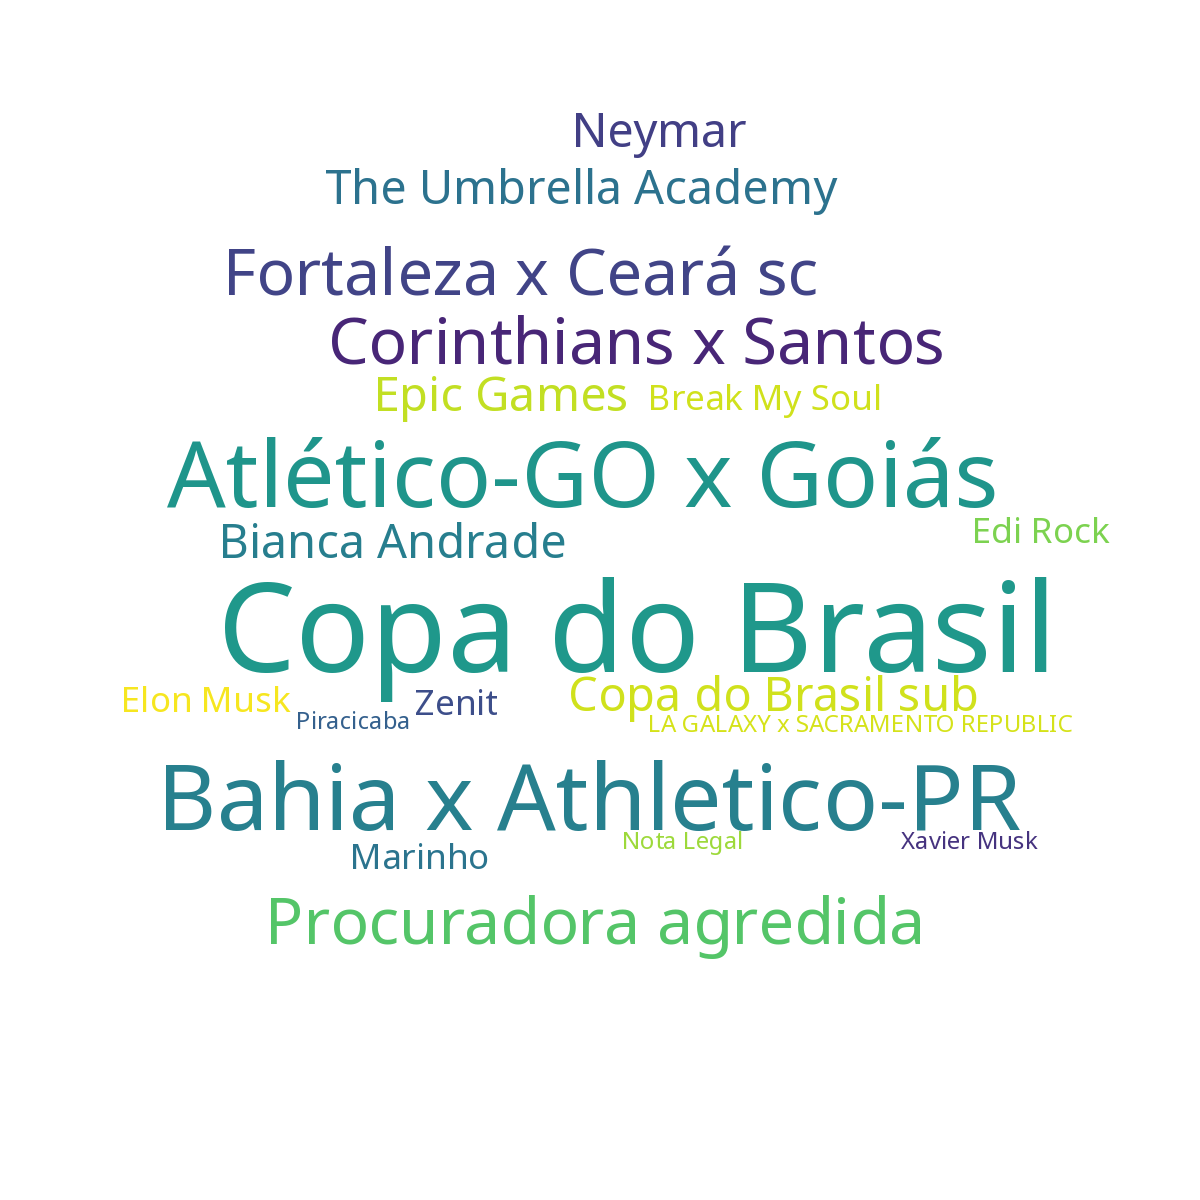 Neymar
The Umbrella Academy
Fortaleza x Ceará sc
Corinthians x Santos
Epic Games
Break My Soul
Atlético-GO x Goiás
Edi Rock
Bianca Andrade
Copa do Brasil
Elon Musk
Zenit
Copa do Brasil sub
Piracicaba
LA GALAXY x SACRAMENTO REPUBLIC
Bahia x Athletico-PR
Nota Legal
Xavier Musk
Marinho
Procuradora agredida